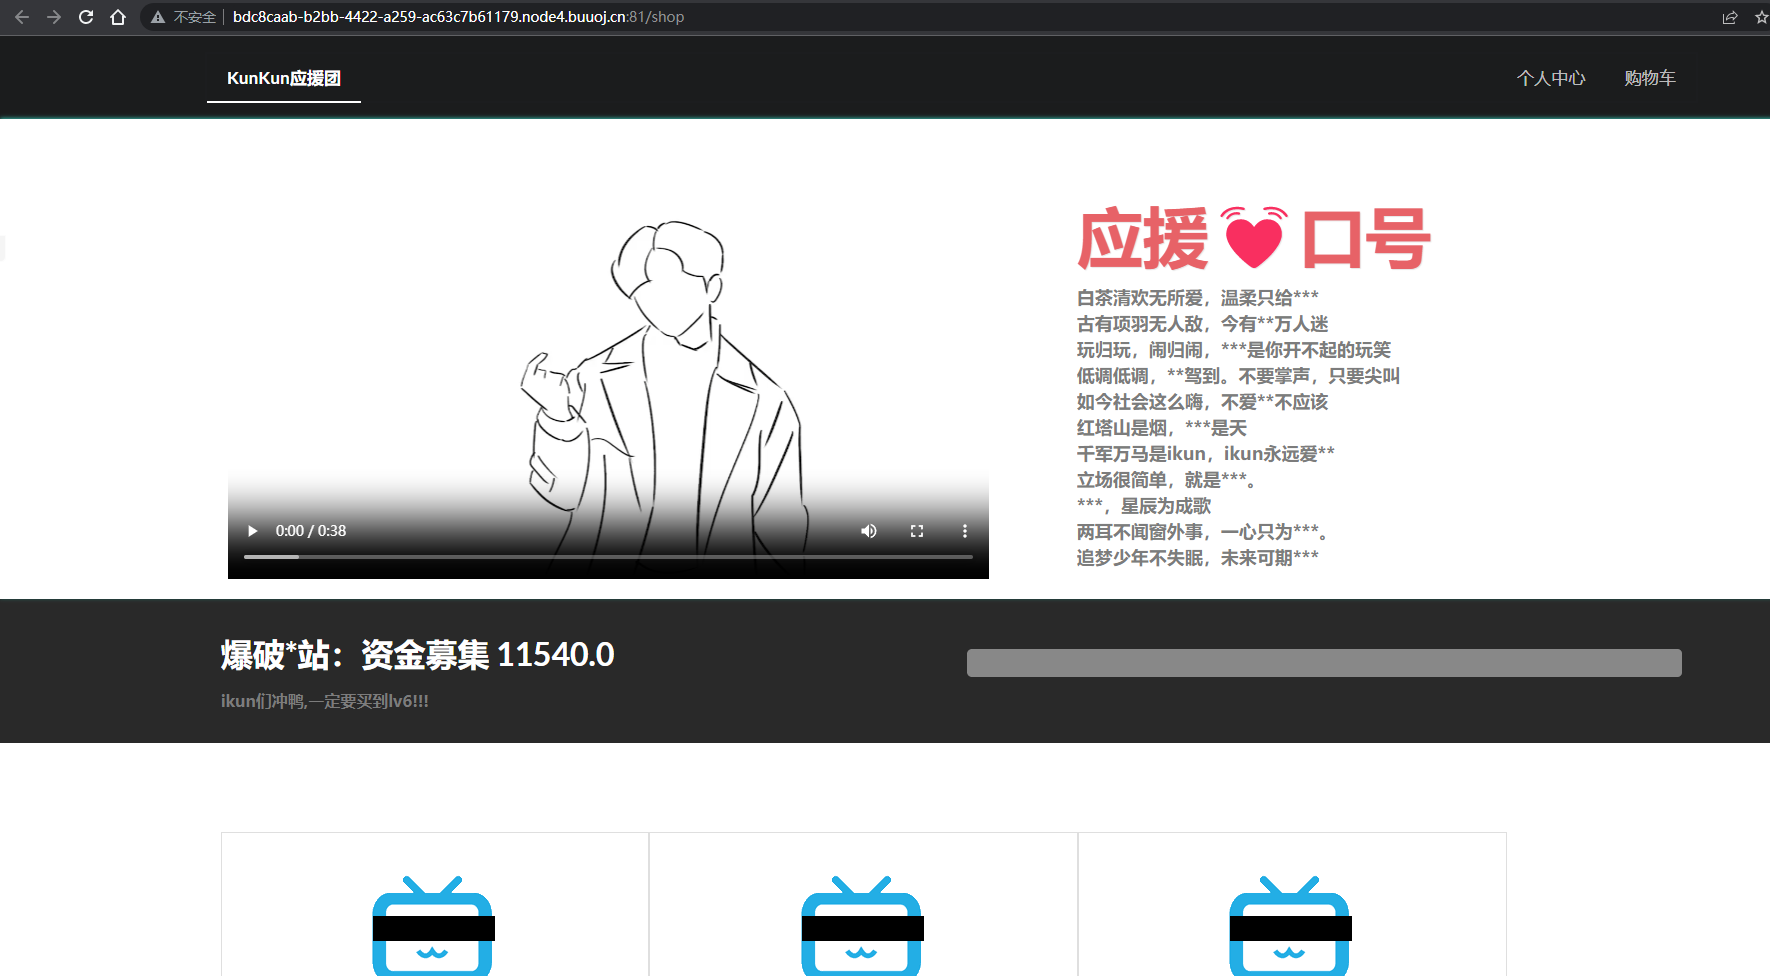 不安全 bdc8caab-b2bb-4422-a259-ac63c7b61179.node4.buuoj.cn:81/shop
KunKun应援团 个人中心 购物车
应援💓口号
白茶清欢无所爱，温柔只给***
古有项羽无人敌，今有**万人迷
玩归玩，闹归闹，***是你开不起的玩笑
低调低调，**驾到。不要掌声，只要尖叫
如今社会这么嗨，不爱**不应该
红塔山是烟，***是天
千军万马是ikun，ikun永远爱**
立场很简单，就是***。
***，星辰为成歌
两耳不闻窗外事，一心只为***。
追梦少年不失眠，未来可期***
0:00 / 0:38
爆破*站：资金募集 11540.0
ikun们冲鸭,一定要买到lv6!!!